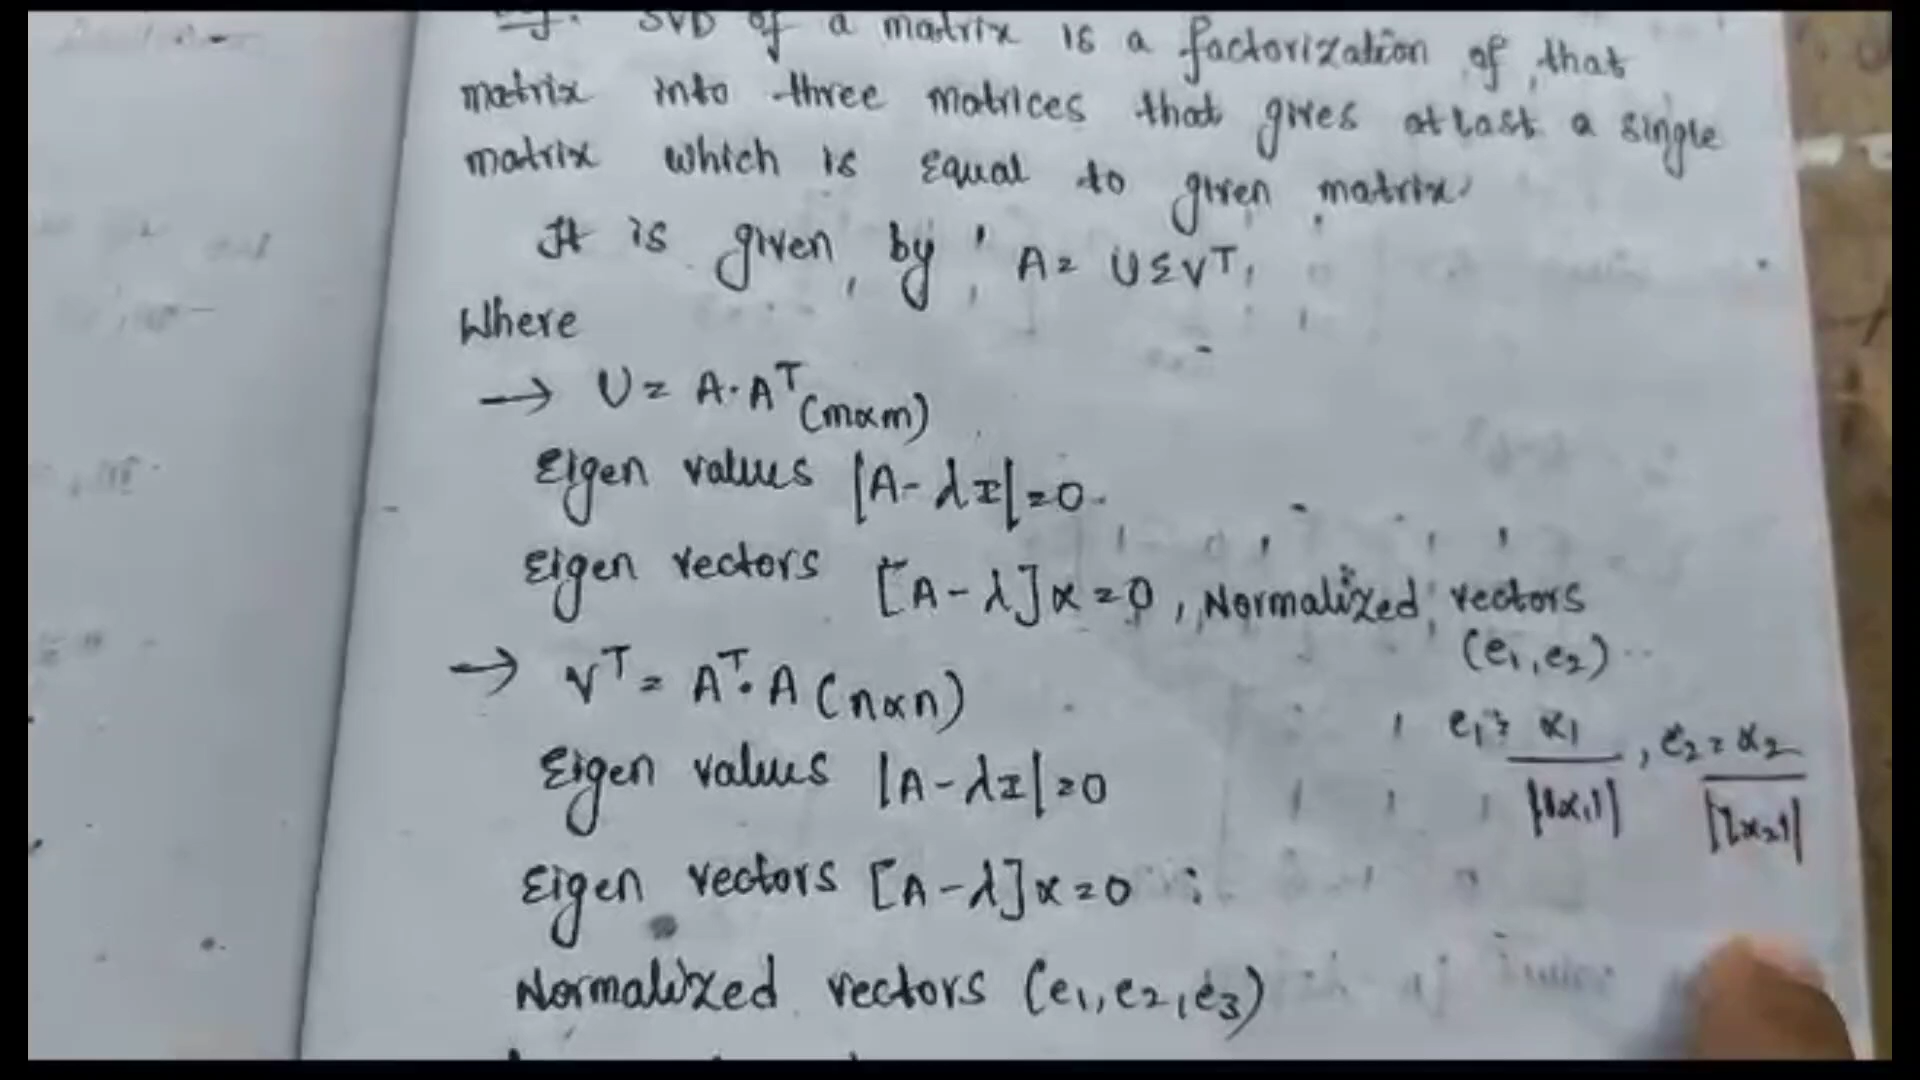 SVD of a matrix is a factorization of that
matrix into three matrices that gives atlast a single
matrix which is equal to given matrix.
It is given by A = UΣVᵀ,
Where
→ U = A·Aᵀ (m×m)
Eigen values |A-λI|=0.
Eigen vectors [A-λ]x=0, Normalized vectors
(e₁,e₂)
→ Vᵀ = Aᵀ·A (n×n)
e₁ = x₁/||x₁||, e₂ = x₂/||x₂||
Eigen values |A-λI|=0
Eigen vectors [A-λ]x=0
Normalized vectors (e₁,e₂,e₃)